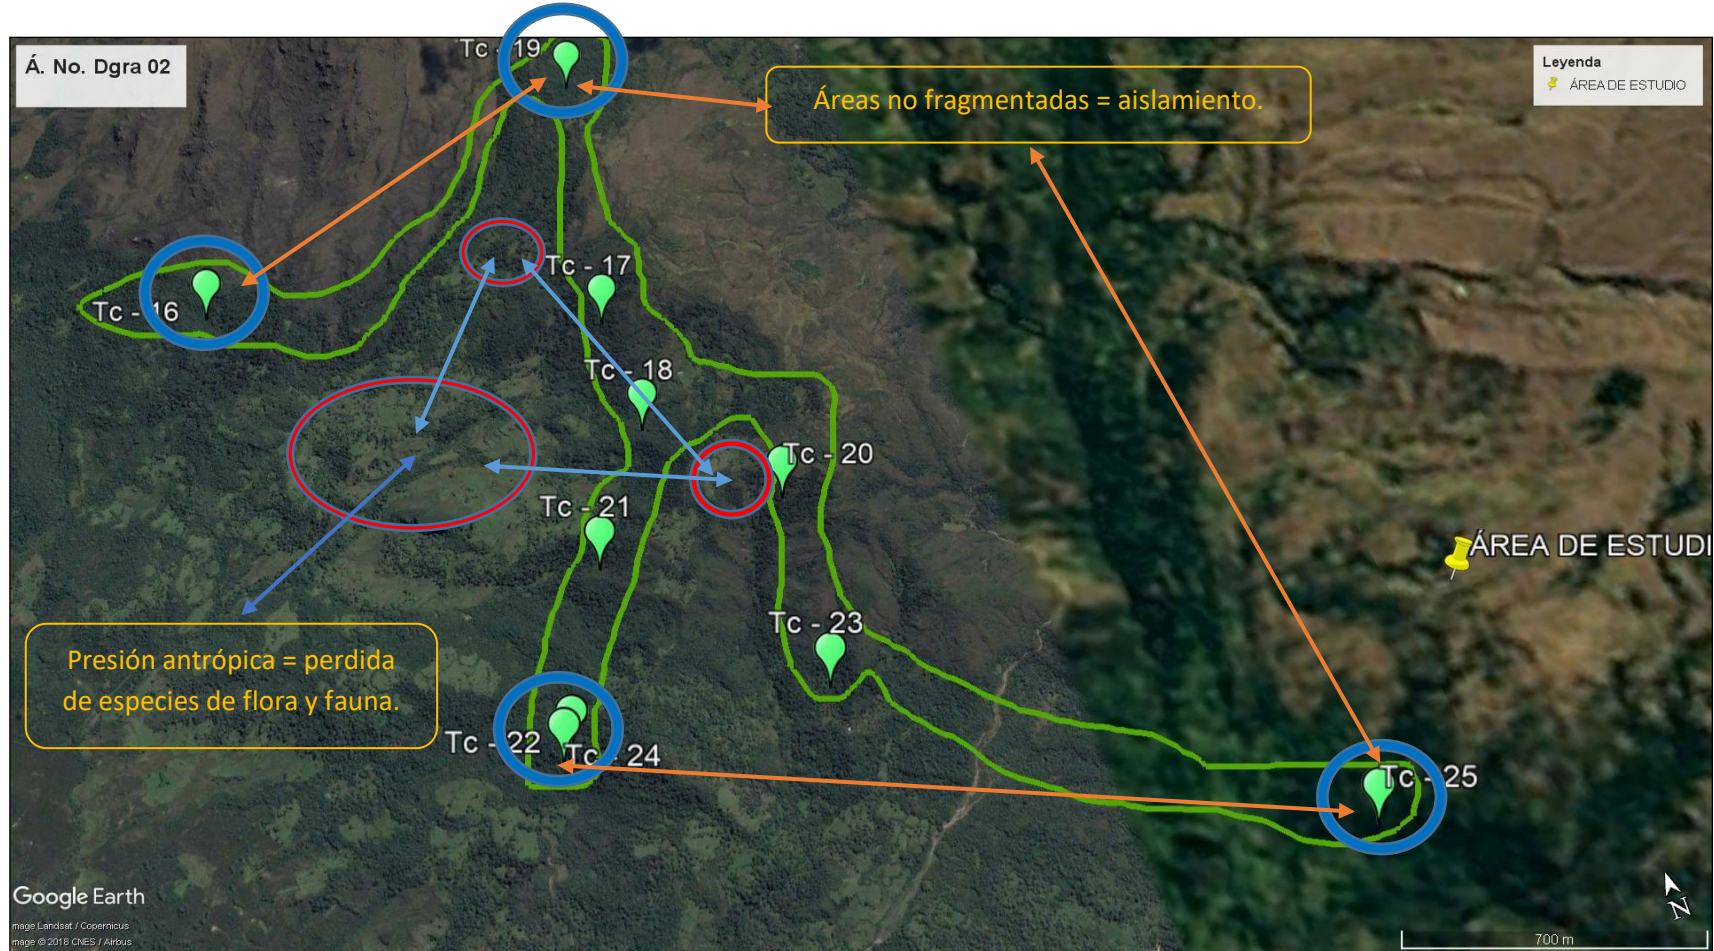 Á. No. Dgra 02
Tc - 19
Áreas no fragmentadas = aislamiento.
Leyenda
ÁREA DE ESTUDIO
Tc - 17
Tc - 16
Tc - 18
Tc - 20
Tc - 21
ÁREA DE ESTUDI
Tc - 23
Presión antrópica = perdida
de especies de flora y fauna.
Tc - 22
Tc - 24
Tc - 25
Google Earth
mage Landsat / Copernicus
mage © 2018 CNES / Airbus
N
700 m